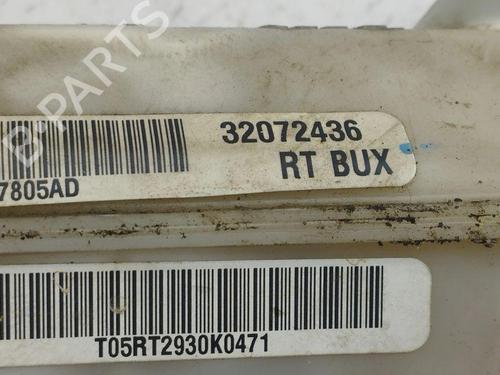 B-PARTS
32072436
RT BUX
7805AD
T05RT2930K0471